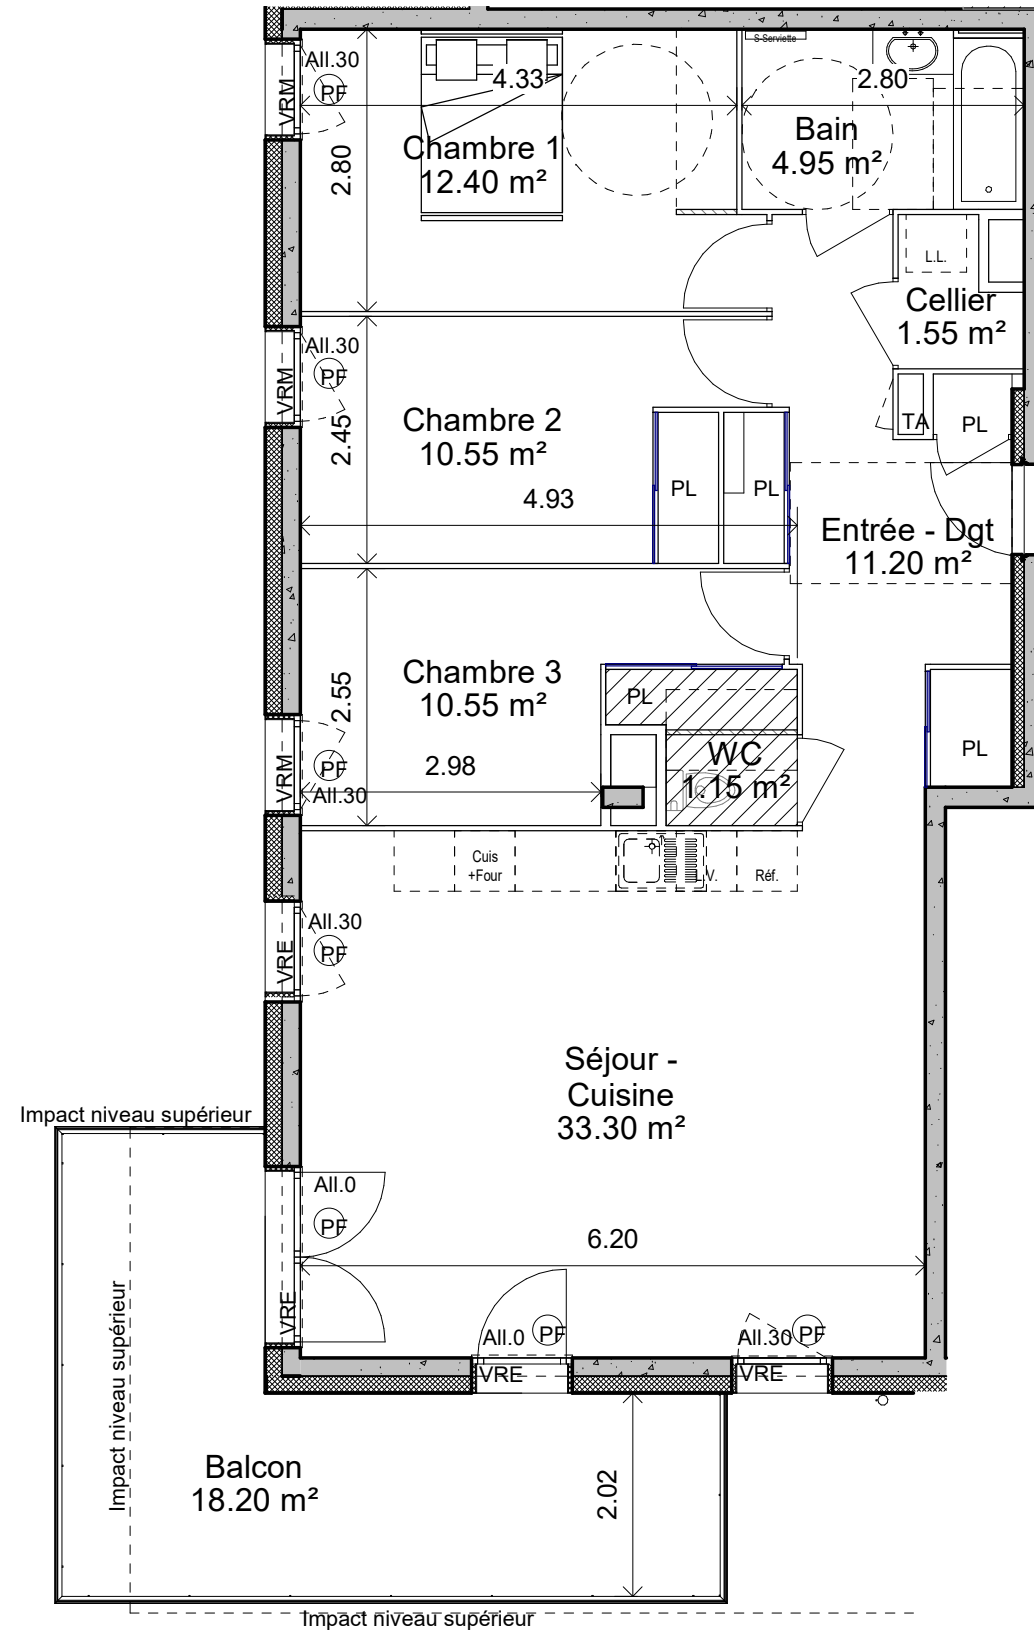 S-Serviette
All.30
PF
VRM
4.33
2.80
Chambre 1
12.40 m²
2.80
Bain
4.95 m²
L.L.
Cellier
1.55 m²
All.30
PF
VRM
Chambre 2
10.55 m²
2.45
4.93
PL
PL
TA
PL
Entrée - Dgt
11.20 m²
Chambre 3
10.55 m²
2.55
2.98
PL
WC
1.15 m²
PL
VRM
PF
All.30
Cuis
+Four
L.V.
Réf.
All.30
PF
VRE
Séjour -
Cuisine
33.30 m²
Impact niveau supérieur
All.0
PF
VRE
6.20
All.0
PF
VRE
All.30
PF
VRE
Impact niveau supérieur
Balcon
18.20 m²
2.02
Impact niveau supérieur